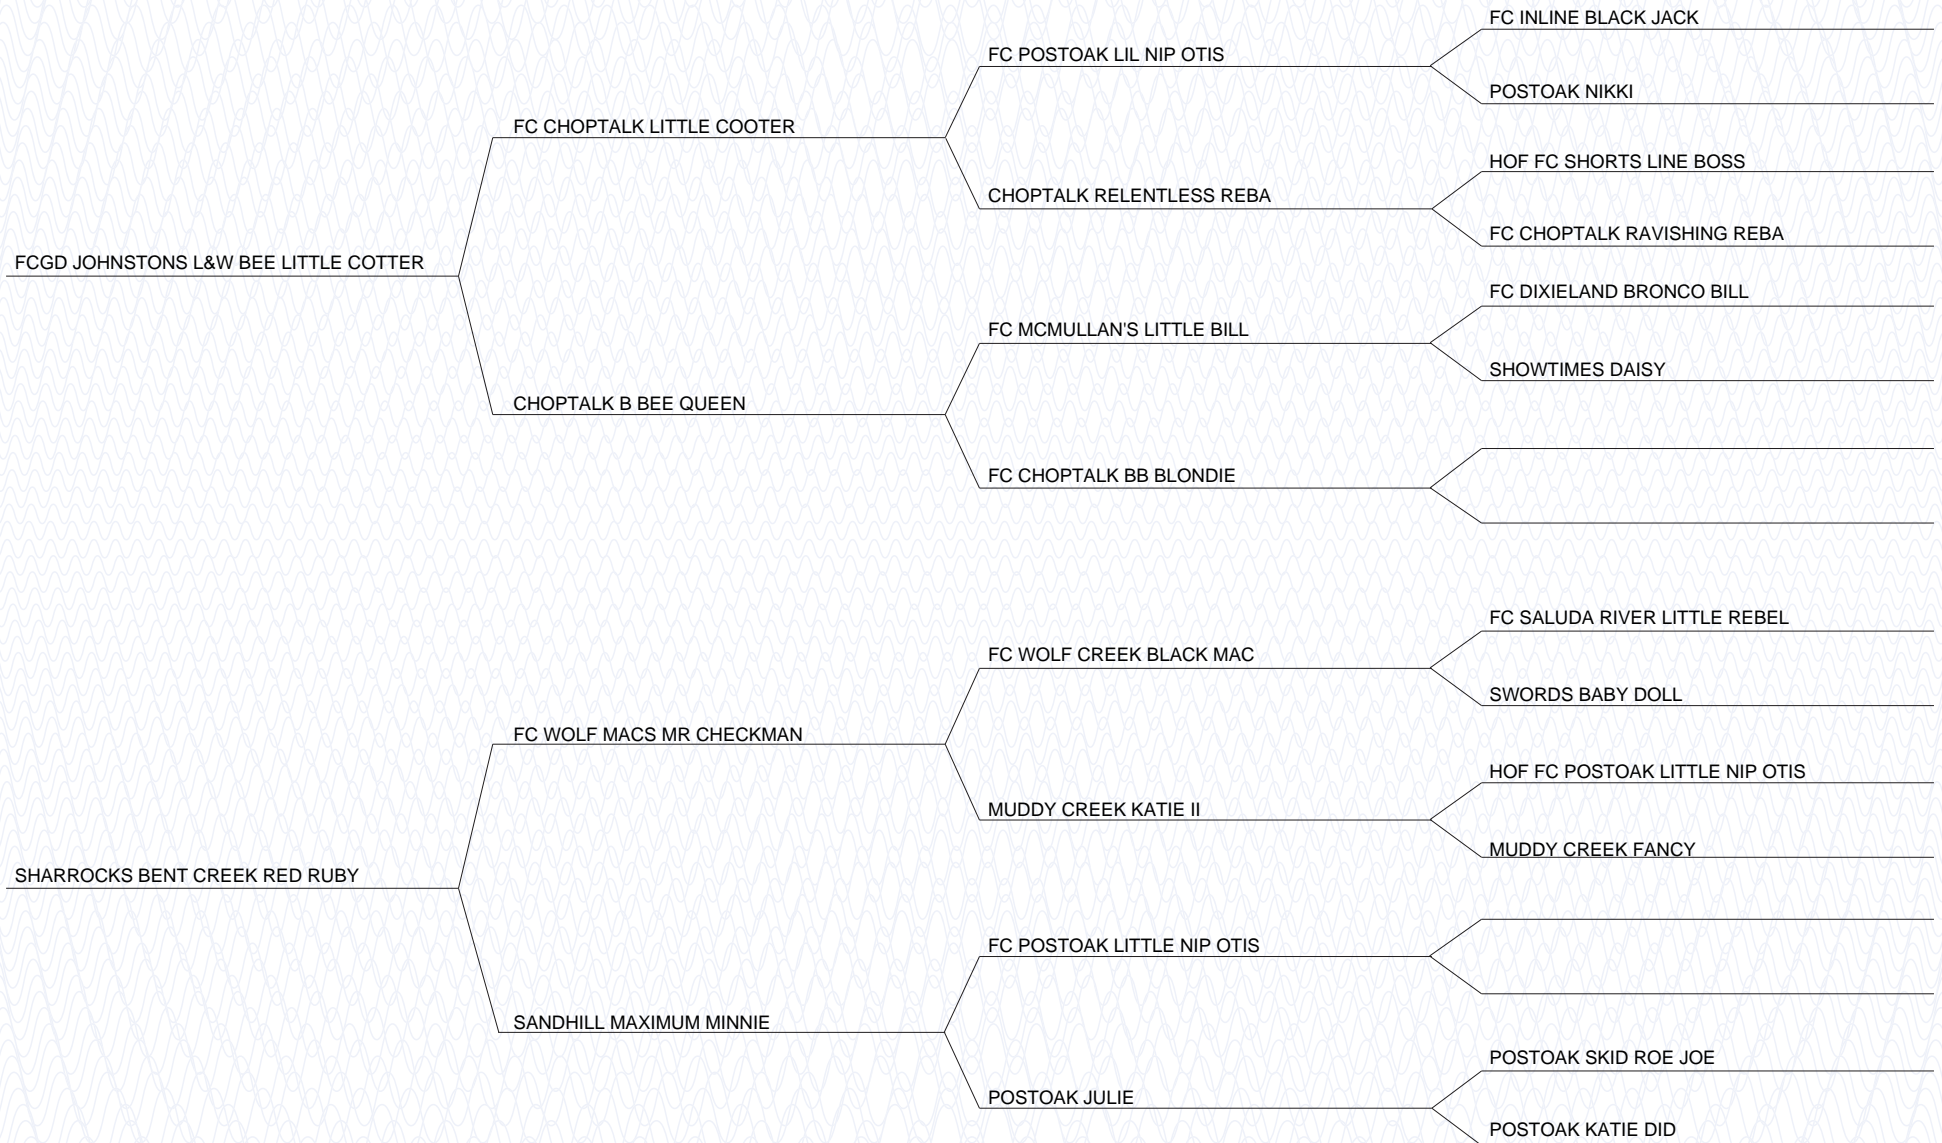 FC INLINE BLACK JACK
FC POSTOAK LIL NIP OTIS
POSTOAK NIKKI
FC CHOPTALK LITTLE COOTER
HOF FC SHORTS LINE BOSS
CHOPTALK RELENTLESS REBA
FC CHOPTALK RAVISHING REBA
FCGD JOHNSTONS L&W BEE LITTLE COTTER
FC DIXIELAND BRONCO BILL
FC MCMULLAN'S LITTLE BILL
SHOWTIMES DAISY
CHOPTALK B BEE QUEEN
FC CHOPTALK BB BLONDIE
FC SALUDA RIVER LITTLE REBEL
FC WOLF CREEK BLACK MAC
SWORDS BABY DOLL
FC WOLF MACS MR CHECKMAN
HOF FC POSTOAK LITTLE NIP OTIS
MUDDY CREEK KATIE II
MUDDY CREEK FANCY
SHARROCKS BENT CREEK RED RUBY
FC POSTOAK LITTLE NIP OTIS
SANDHILL MAXIMUM MINNIE
POSTOAK SKID ROE JOE
POSTOAK JULIE
POSTOAK KATIE DID